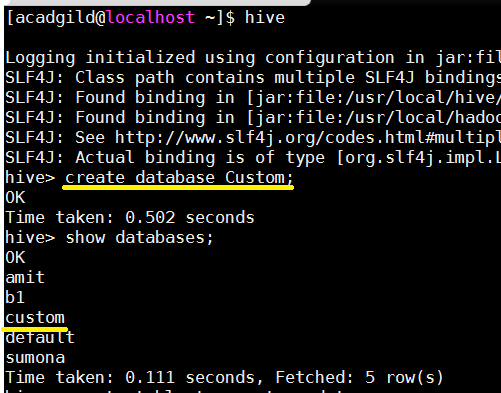 [acadgild@localhost ~]$ hive
Logging initialized using configuration in jar:fil
SLF4J: Class path contains multiple SLF4J bindings
SLF4J: Found binding in [jar:file:/usr/local/hive/
SLF4J: Found binding in [jar:file:/usr/local/hadoo
SLF4J: See http://www.slf4j.org/codes.html#multipl
SLF4J: Actual binding is of type [org.slf4j.impl.L
hive> create database Custom;
OK
Time taken: 0.502 seconds
hive> show databases;
OK
amit
b1
custom
default
sumona
Time taken: 0.111 seconds, Fetched: 5 row(s)